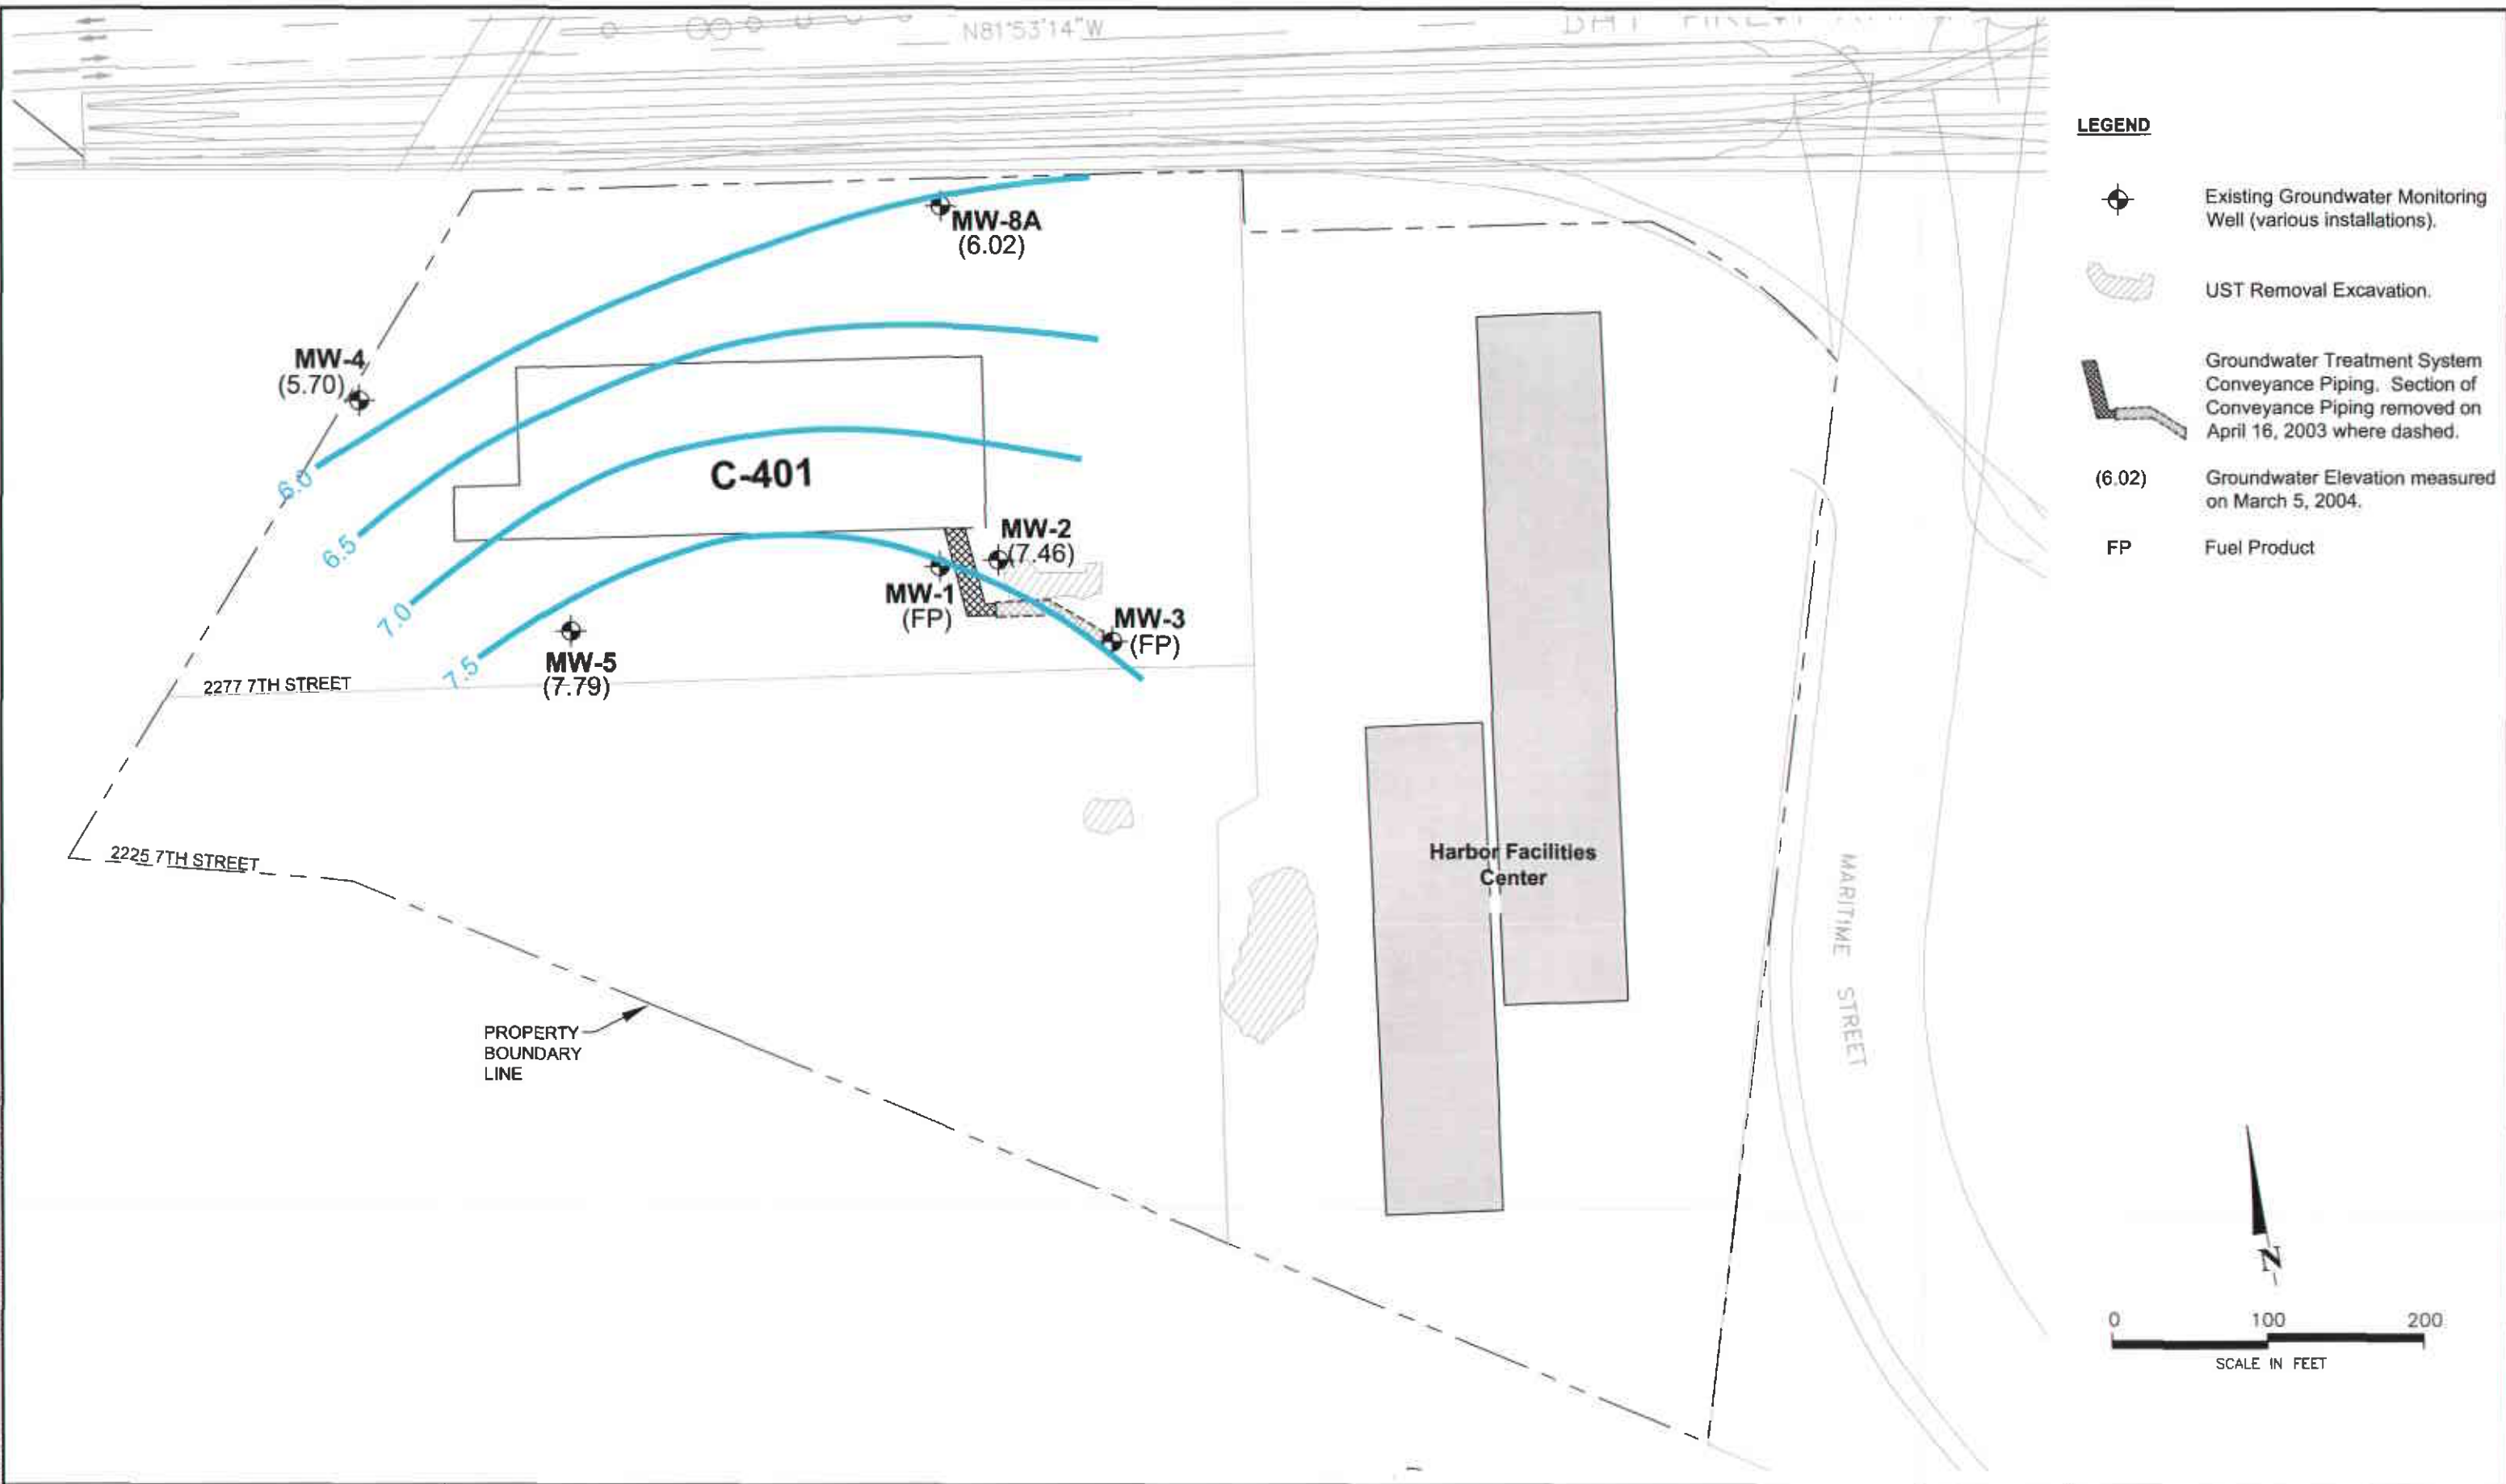 N81°53'14"W
LEGEND
Existing Groundwater Monitoring
Well (various installations).
UST Removal Excavation.
Groundwater Treatment System
Conveyance Piping. Section of
Conveyance Piping removed on
April 16, 2003 where dashed.
(6.02)
Groundwater Elevation measured
on March 5, 2004.
FP
Fuel Product
MW-8A
(6.02)
MW-4
(5.70)
6.0
C-401
6.5
MW-2
(7.46)
MW-1
(FP)
7.0
MW-3
(FP)
7.5
MW-5
(7.79)
2277 7TH STREET
2225 7TH STREET
Harbor Facilities
Center
MARITIME STREET
PROPERTY
BOUNDARY
LINE
N
0 100 200
SCALE IN FEET